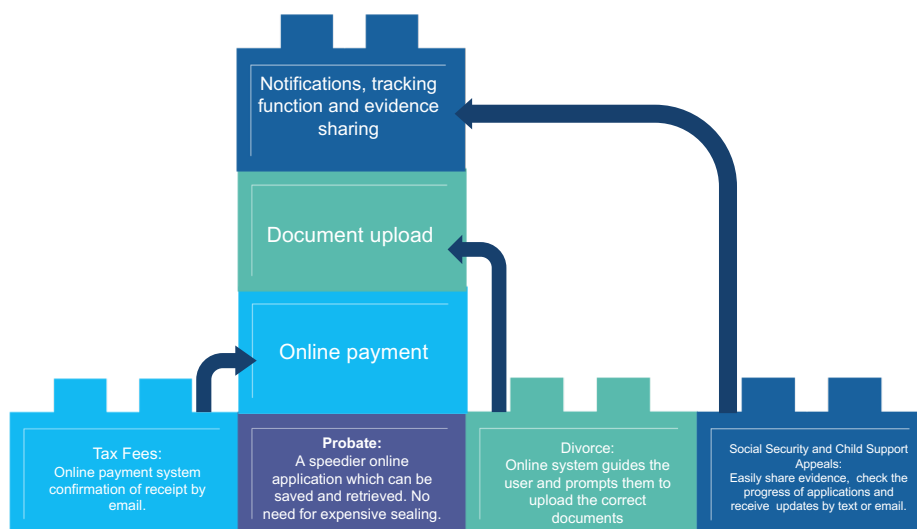 Notifications, tracking
function and evidence
sharing
Document upload
Online payment
Tax Fees:
Online payment system
confirmation of receipt by
email.
Probate:
A speedier online
application which can be
saved and retrieved. No
need for expensive sealing.
Divorce:
Online system guides the
user and prompts them to
upload the correct
documents
Social Security and Child Support
Appeals:
Easily share evidence, check the
progress of applications and
receive updates by text or email.